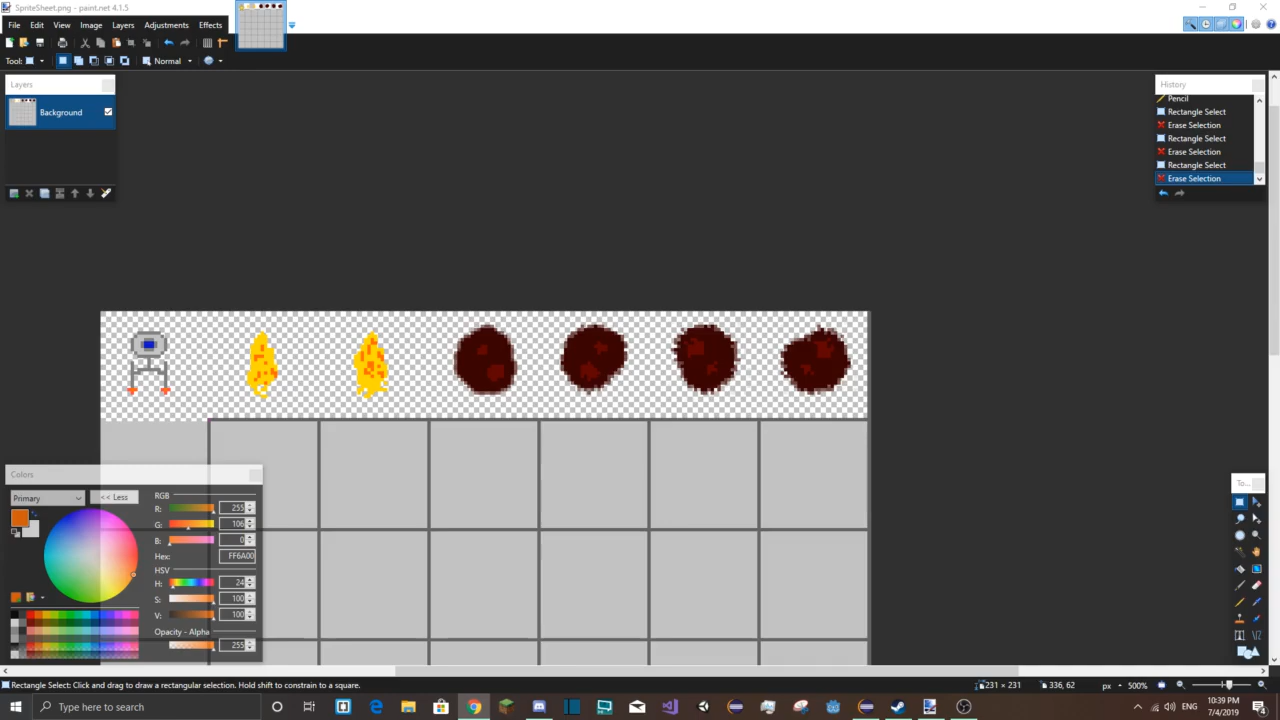 SpriteSheet.png - paint.net 4.1.5
File Edit View Image Layers Adjustments Effects
Tool: Normal
Layers
Background
History
Pencil
Rectangle Select
Erase Selection
Rectangle Select
Erase Selection
Rectangle Select
Erase Selection
Colors
Primary << Less
RGB
R: 255
G: 106
B: 0
Hex: FF6A00
HSV
H: 24
S: 100
V: 100
Opacity - Alpha
255
To...
Rectangle Select: Click and drag to draw a rectangular selection. Hold shift to constrain to a square.
231 × 231 336, 62 px 500%
Type here to search
ENG
10:39 PM
7/4/2019
4